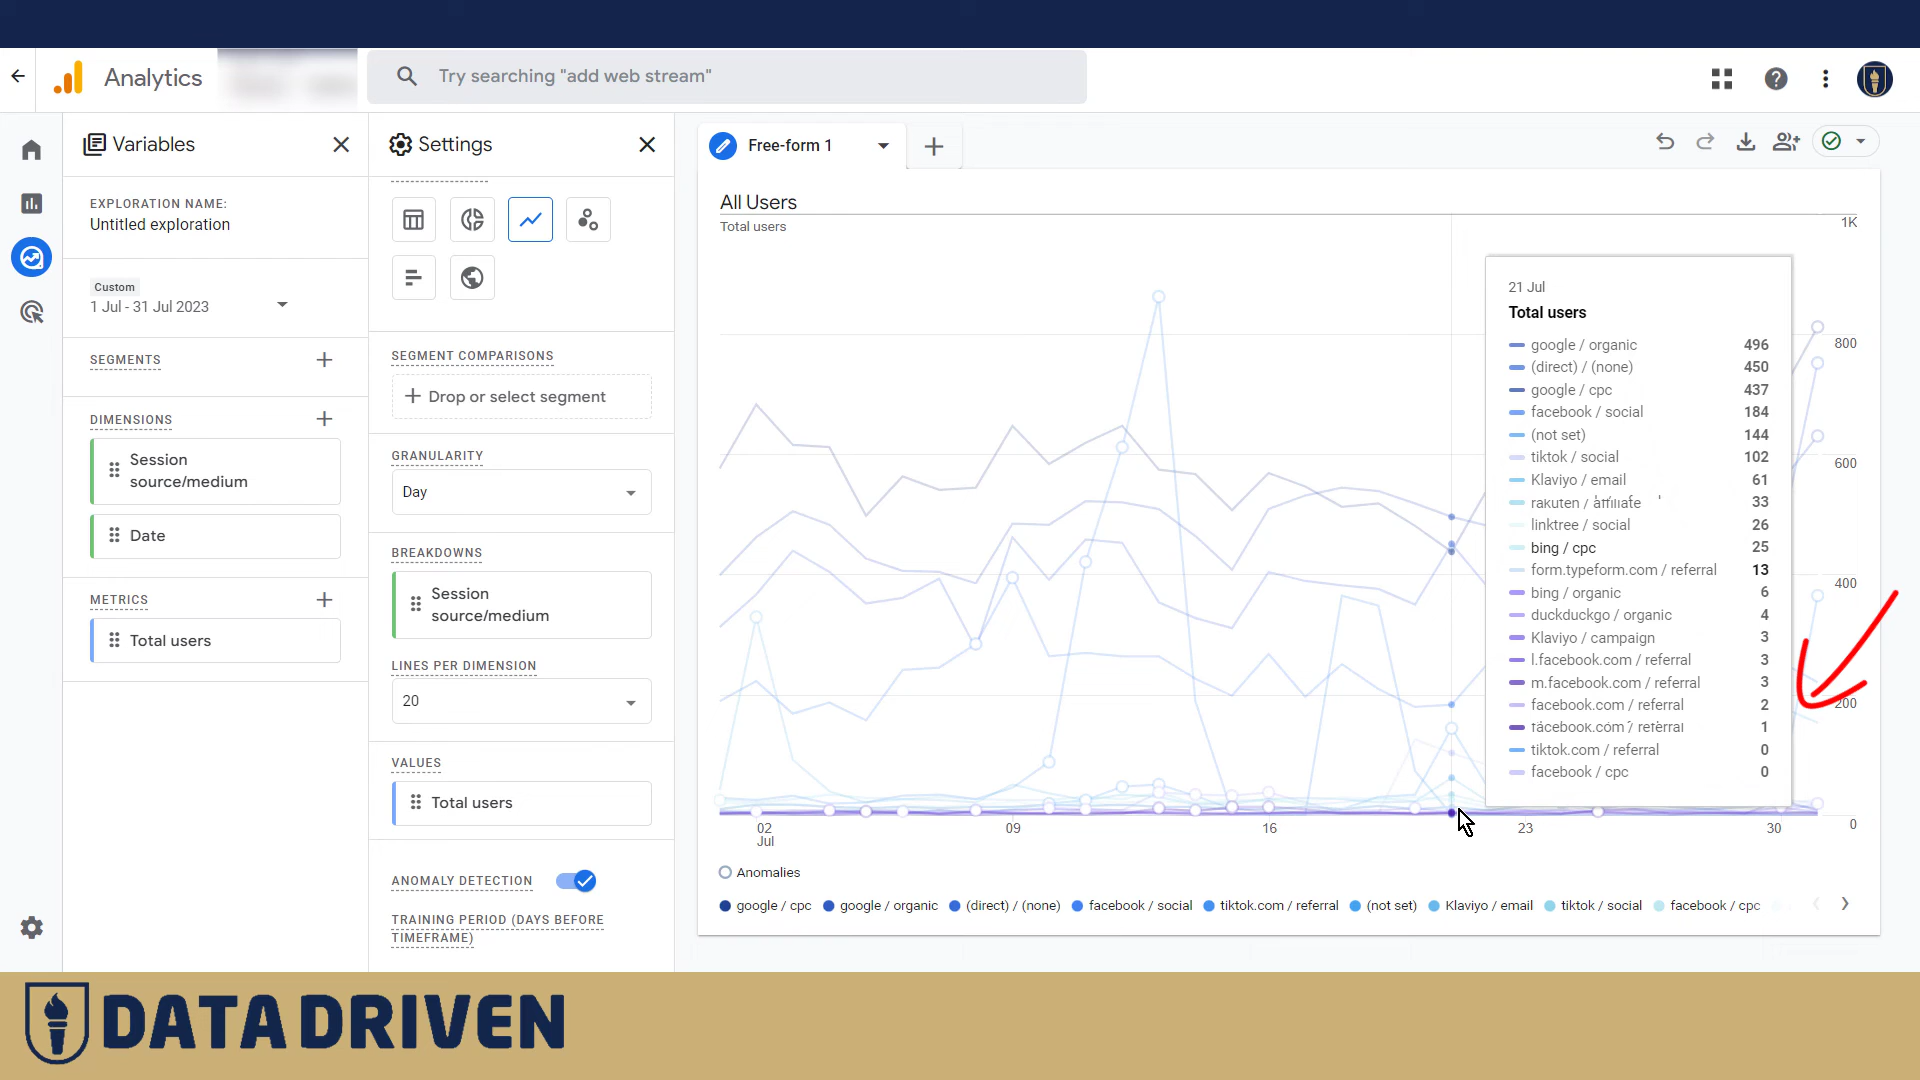 Analytics
Try searching "add web stream"
Variables
EXPLORATION NAME:
Untitled exploration
Custom
1 Jul - 31 Jul 2023
SEGMENTS
DIMENSIONS
Session
source/medium
Date
METRICS
Total users
Settings
SEGMENT COMPARISONS
Drop or select segment
GRANULARITY
Day
BREAKDOWNS
Session
source/medium
LINES PER DIMENSION
20
VALUES
Total users
ANOMALY DETECTION
TRAINING PERIOD (DAYS BEFORE
TIMEFRAME)
Free-form 1
All Users
Total users
1K
800
600
400
200
0
21 Jul
Total users
google / organic 496
(direct) / (none) 450
google / cpc 437
facebook / social 184
(not set) 144
tiktok / social 102
Klaviyo / email 61
rakuten / affiliate 33
linktree / social 26
bing / cpc 25
form.typeform.com / referral 13
bing / organic 6
duckduckgo / organic 4
Klaviyo / campaign 3
l.facebook.com / referral 3
m.facebook.com / referral 3
facebook.com / referral 2
facebook.com / referral 1
tiktok.com / referral 0
facebook / cpc 0
02 09 16 23 30
Jul
Anomalies
google / cpc google / organic (direct) / (none) facebook / social tiktok.com / referral (not set) Klaviyo / email tiktok / social facebook / cpc
DATA DRIVEN